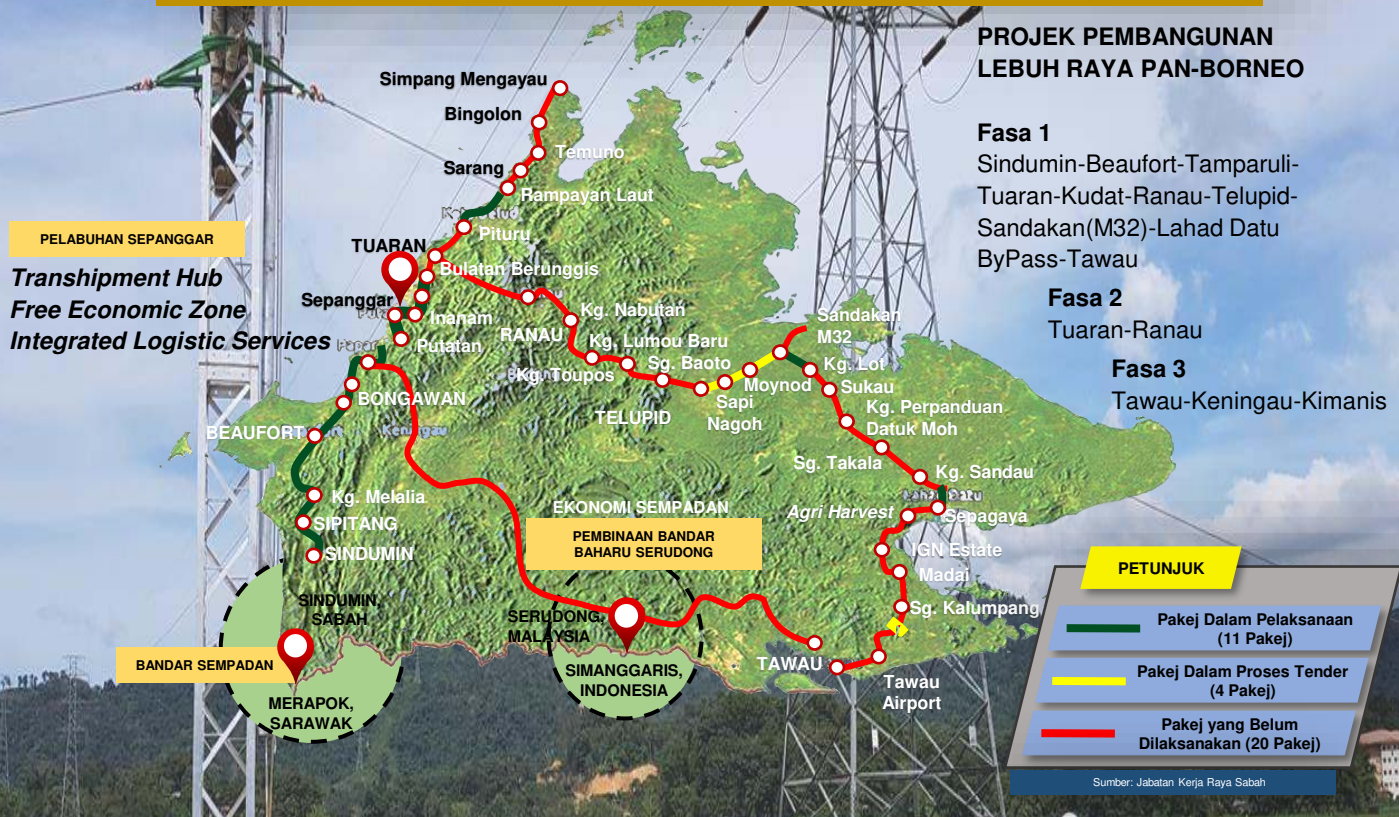 PROJEK PEMBANGUNAN
LEBUH RAYA PAN-BORNEO
Fasa 1
Sindumin-Beaufort-Tamparuli-
Tuaran-Kudat-Ranau-Telupid-
Sandakan(M32)-Lahad Datu
ByPass-Tawau
Fasa 2
Tuaran-Ranau
Fasa 3
Tawau-Keningau-Kimanis
PELABUHAN SEPANGGAR
Transhipment Hub
Free Economic Zone
Integrated Logistic Services
Simpang Mengayau
Bingolon
Temuno
Sarang
Rampayan Laut
Pituru
TUARAN
Bulatan Berunggis
Sepanggar
Inanam
Putatan
RANAU
Kg. Nabutan
Kg. Lumou Baru
Kg. Toupos
Sg. Baoto
TELUPID
Sapi
Nagoh
Moynod
Sandakan
M32
Kg. Lot
Sukau
Kg. Perpanduan
Datuk Moh
Sg. Takala
Kg. Sandau
Agri Harvest
Sepagaya
IGN Estate
Madai
Sg. Kalumpang
TAWAU
Tawau
Airport
BONGAWAN
BEAUFORT
Keningau
Kg. Melalia
SIPITANG
SINDUMIN
SINDUMIN,
SABAH
BANDAR SEMPADAN
MERAPOK,
SARAWAK
EKONOMI SEMPADAN
PEMBINAAN BANDAR
BAHARU SERUDONG
SERUDONG,
MALAYSIA
SIMANGGARIS,
INDONESIA
PETUNJUK
Pakej Dalam Pelaksanaan
(11 Pakej)
Pakej Dalam Proses Tender
(4 Pakej)
Pakej yang Belum
Dilaksanakan (20 Pakej)
Sumber: Jabatan Kerja Raya Sabah